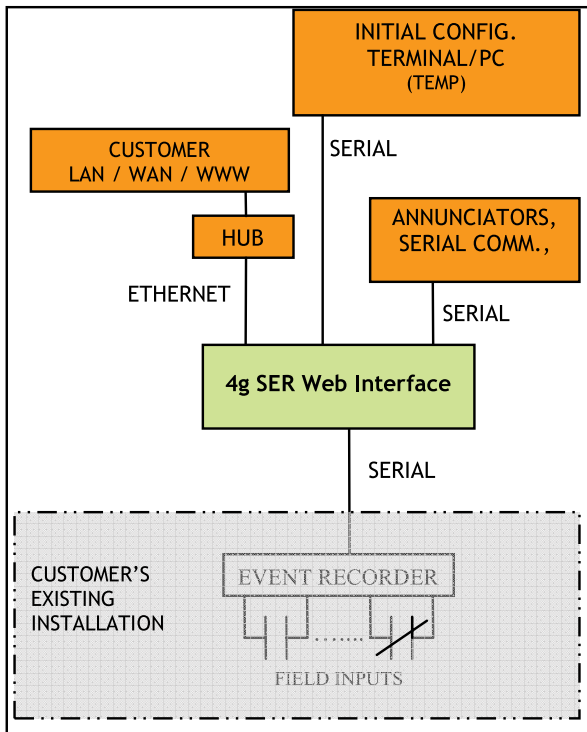 INITIAL CONFIG.
TERMINAL/PC
(TEMP)
SERIAL
CUSTOMER
LAN / WAN / WWW
HUB
ETHERNET
ANNUNCIATORS,
SERIAL COMM.,
SERIAL
4g SER Web Interface
SERIAL
CUSTOMER'S
EXISTING
INSTALLATION
EVENT RECORDER
.......
FIELD INPUTS